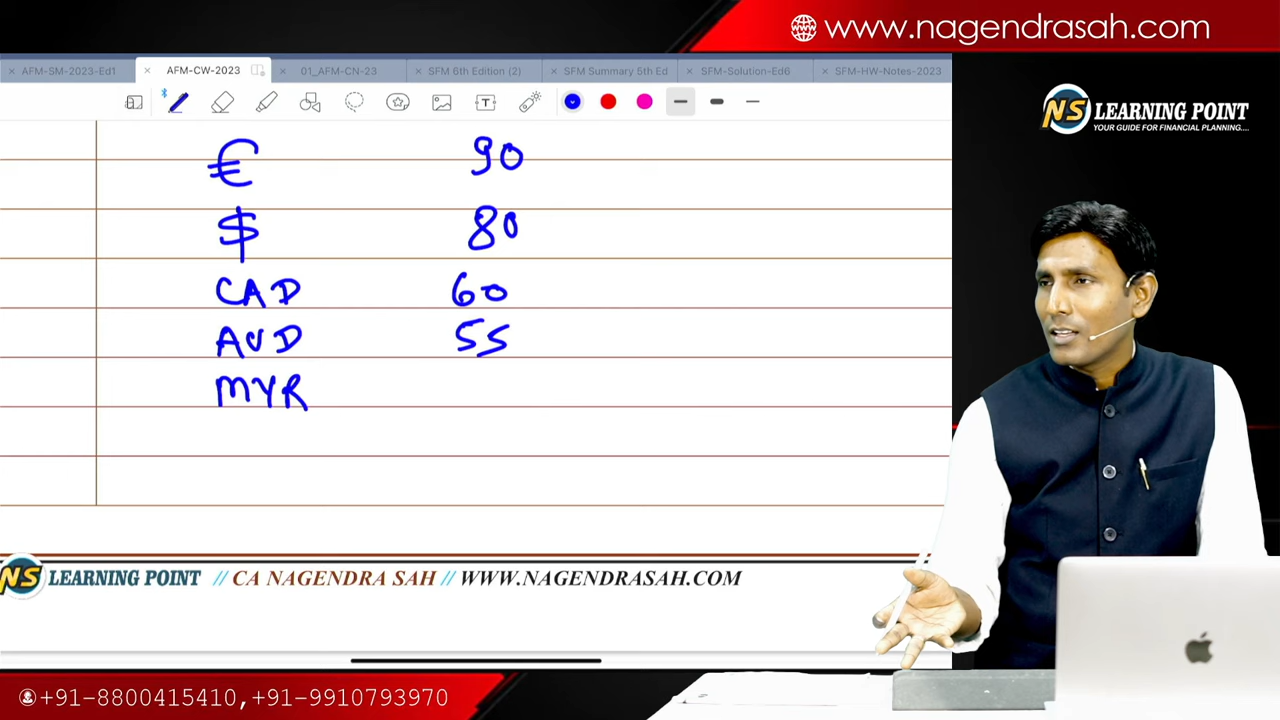 www.nagendrasah.com
AFM-SM-2023-Ed1
AFM-CW-2023
01_AFM-CN-23
SFM 6th Edition (2)
SFM Summary 5th Ed
SFM-Solution-Ed6
SFM-HW-Notes-2023
NS LEARNING POINT
YOUR GUIDE FOR FINANCIAL PLANNING....
€ 90
$ 80
CAD 60
AUD 55
MYR
NS LEARNING POINT // CA NAGENDRA SAH // WWW.NAGENDRASAH.COM
+91-8800415410,+91-9910793970